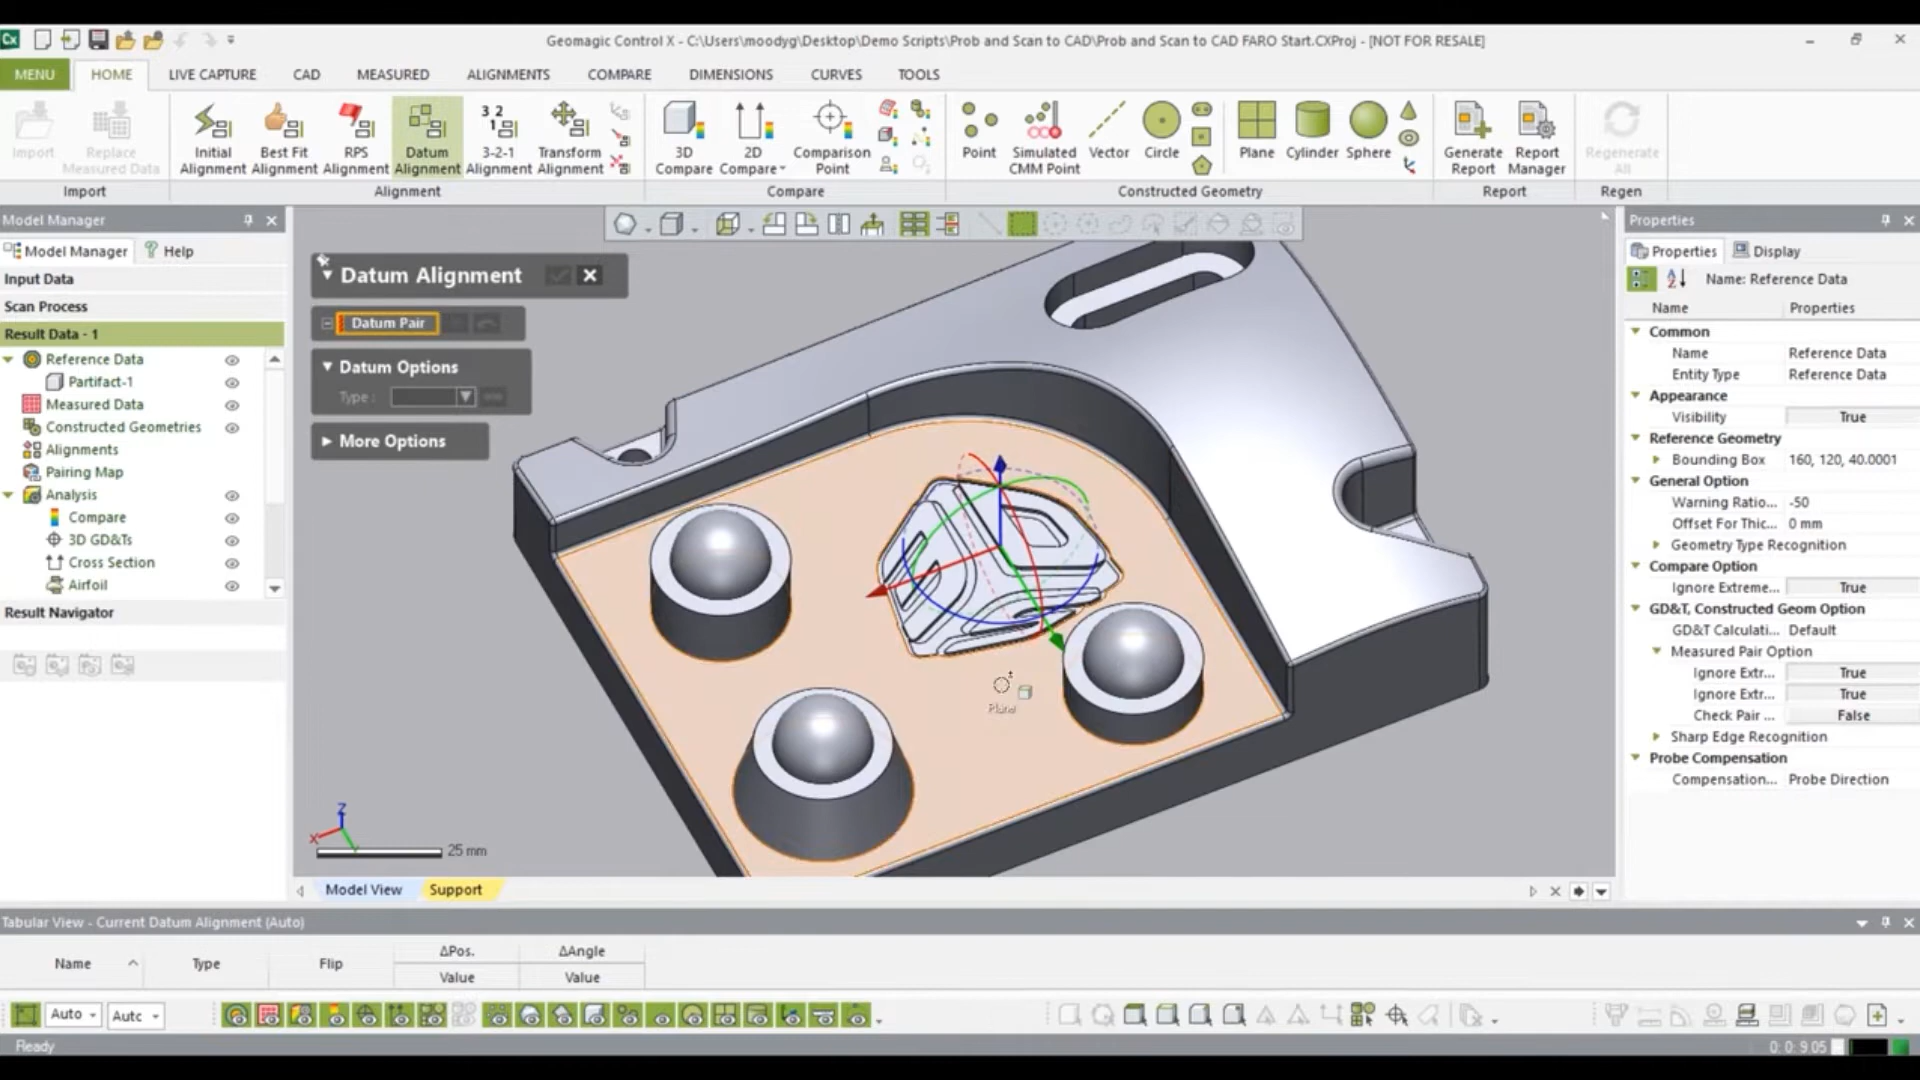 Cx
Geomagic Control X - C:\Users\moodyg\Desktop\Demo Scripts\Prob and Scan to CAD\Prob and Scan to CAD FARO Start.CXProj - [NOT FOR RESALE]
MENU HOME LIVE CAPTURE CAD MEASURED ALIGNMENTS COMPARE DIMENSIONS CURVES TOOLS
Import
Replace Measured Data
Initial Alignment
Best Fit Alignment
RPS Alignment
Datum Alignment
3 2 1
3-2-1 Alignment
Transform Alignment
3D Compare
2D Compare
Comparison Point
Point
Simulated CMM Point
Vector
Circle
Plane
Cylinder
Sphere
Generate Report
Report Manager
Regenerate All
Import Alignment Compare Constructed Geometry Report Regen
Model Manager
Model Manager Help
Input Data
Scan Process
Result Data - 1
Reference Data
Partifact-1
Measured Data
Constructed Geometries
Alignments
Pairing Map
Analysis
Compare
3D GD&Ts
Cross Section
Airfoil
Result Navigator
Datum Alignment
Datum Pair
Datum Options
Type :
More Options
Plane
Z
X
25 mm
Model View Support
Properties
Properties Display
Name: Reference Data
Name Properties
Common
Name Reference Data
Entity Type Reference Data
Appearance
Visibility True
Reference Geometry
Bounding Box 160, 120, 40.0001
General Option
Warning Ratio... -50
Offset For Thic... 0 mm
Geometry Type Recognition
Compare Option
Ignore Extreme... True
GD&T, Constructed Geom Option
GD&T Calculati... Default
Measured Pair Option
Ignore Extr... True
Ignore Extr... True
Check Pair ... False
Sharp Edge Recognition
Probe Compensation
Compensation... Probe Direction
Tabular View - Current Datum Alignment (Auto)
Name Type Flip ΔPos. ΔAngle
Value Value
Auto Autc
Ready
0: 0: 9.05